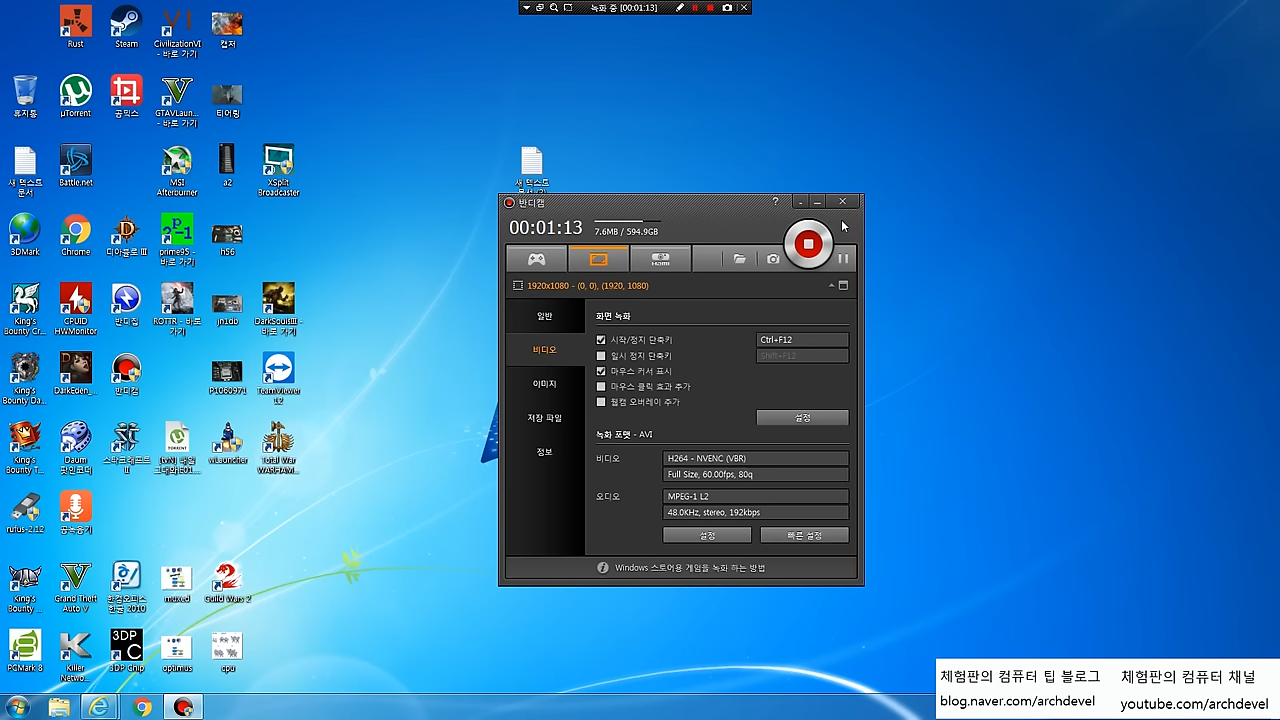 녹화 중 [00:01:13]
Rust
Steam
CivilizationVI
- 바로 가기
캡저
휴지통
µTorrent
곰믹스
GTAVLaun...
- 바로 가기
티어링
새 텍스트
문서
Battle.net
MSI
Afterburner
a2
XSplit
Broadcaster
새 텍스트
3DMark
Chrome
디아블로 III
prime95 -
바로 가기
h56
King's
Bounty Cr...
CPUID
HWMonitor
반디집
ROTTR - 바로
가기
jn1db
DarkSoulsIII -
바로 가기
King's
Bounty Da...
DarkEden_...
반디캠
P1080971
TeamViewer
12
King's
Bounty T...
Daum
팟인코더
스타크래프트
II
wLauncher
Total War
WARHAM...
rufus-2.12
곰녹음기
King's
Bounty ...
Grand Theft
Auto V
한컴오피스
한글 2010
muxed
Guild Wars 2
PCMark 8
Killer
Netwo...
3DP Chip
optimus
cpu
반디캠
00:01:13
7.6MB / 594.9GB
HDMI
1920x1080 - (0, 0), (1920, 1080)
일반
비디오
이미지
저장 파일
정보
화면 녹화
시작/정지 단축키
Ctrl+F12
일시 정지 단축키
Shift+F12
마우스 커서 표시
마우스 클릭 효과 추가
웹캠 오버레이 추가
설정
녹화 포맷 - AVI
비디오
H264 - NVENC (VBR)
Full Size, 60.00fps, 80q
오디오
MPEG-1 L2
48.0KHz, stereo, 192kbps
설정
빠른 설정
Windows 스토어용 게임을 녹화 하는 방법
체험판의 컴퓨터 팁 블로그
blog.naver.com/archdevel
체험판의 컴퓨터 채널
youtube.com/archdevel